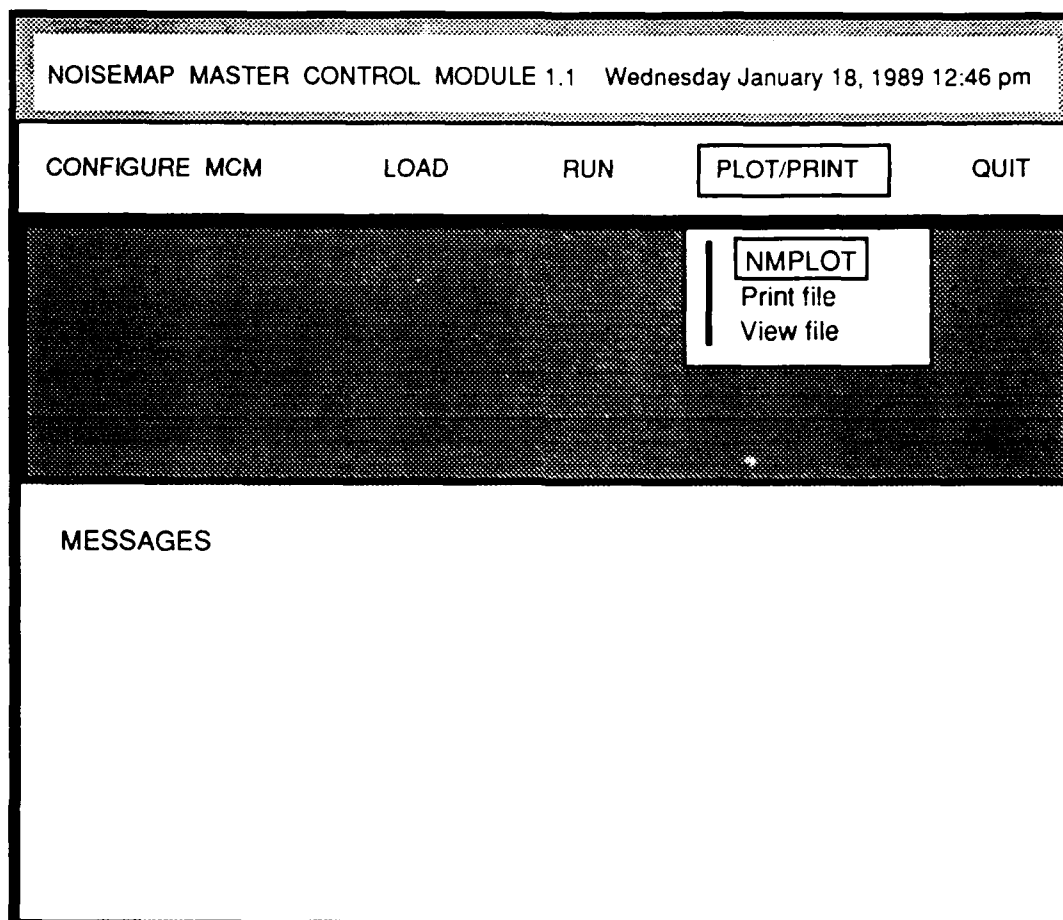 NOISEMAP MASTER CONTROL MODULE 1.1 Wednesday January 18, 1989 12:46 pm
CONFIGURE MCM LOAD RUN PLOT/PRINT QUIT
NMPLOT
Print file
View file
MESSAGES